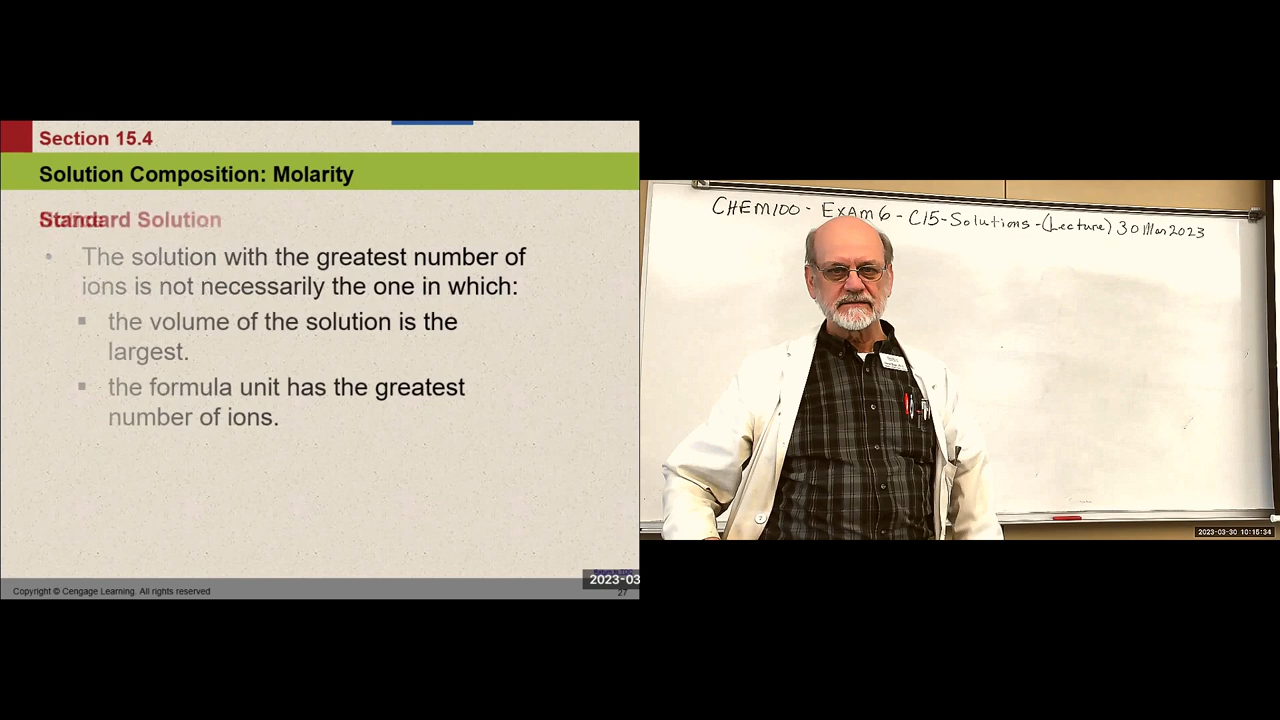 Section 15.4
Solution Composition: Molarity
Standard Solution
• The solution with the greatest number of
ions is not necessarily the one in which:
▪ the volume of the solution is the
largest.
▪ the formula unit has the greatest
number of ions.
2023-03
Copyright © Cengage Learning. All rights reserved
27
CHEM100 - EXAM 6 - C15-Solutions - (Lecture) 30 Mar 2023
2023-03-30 10:15:34